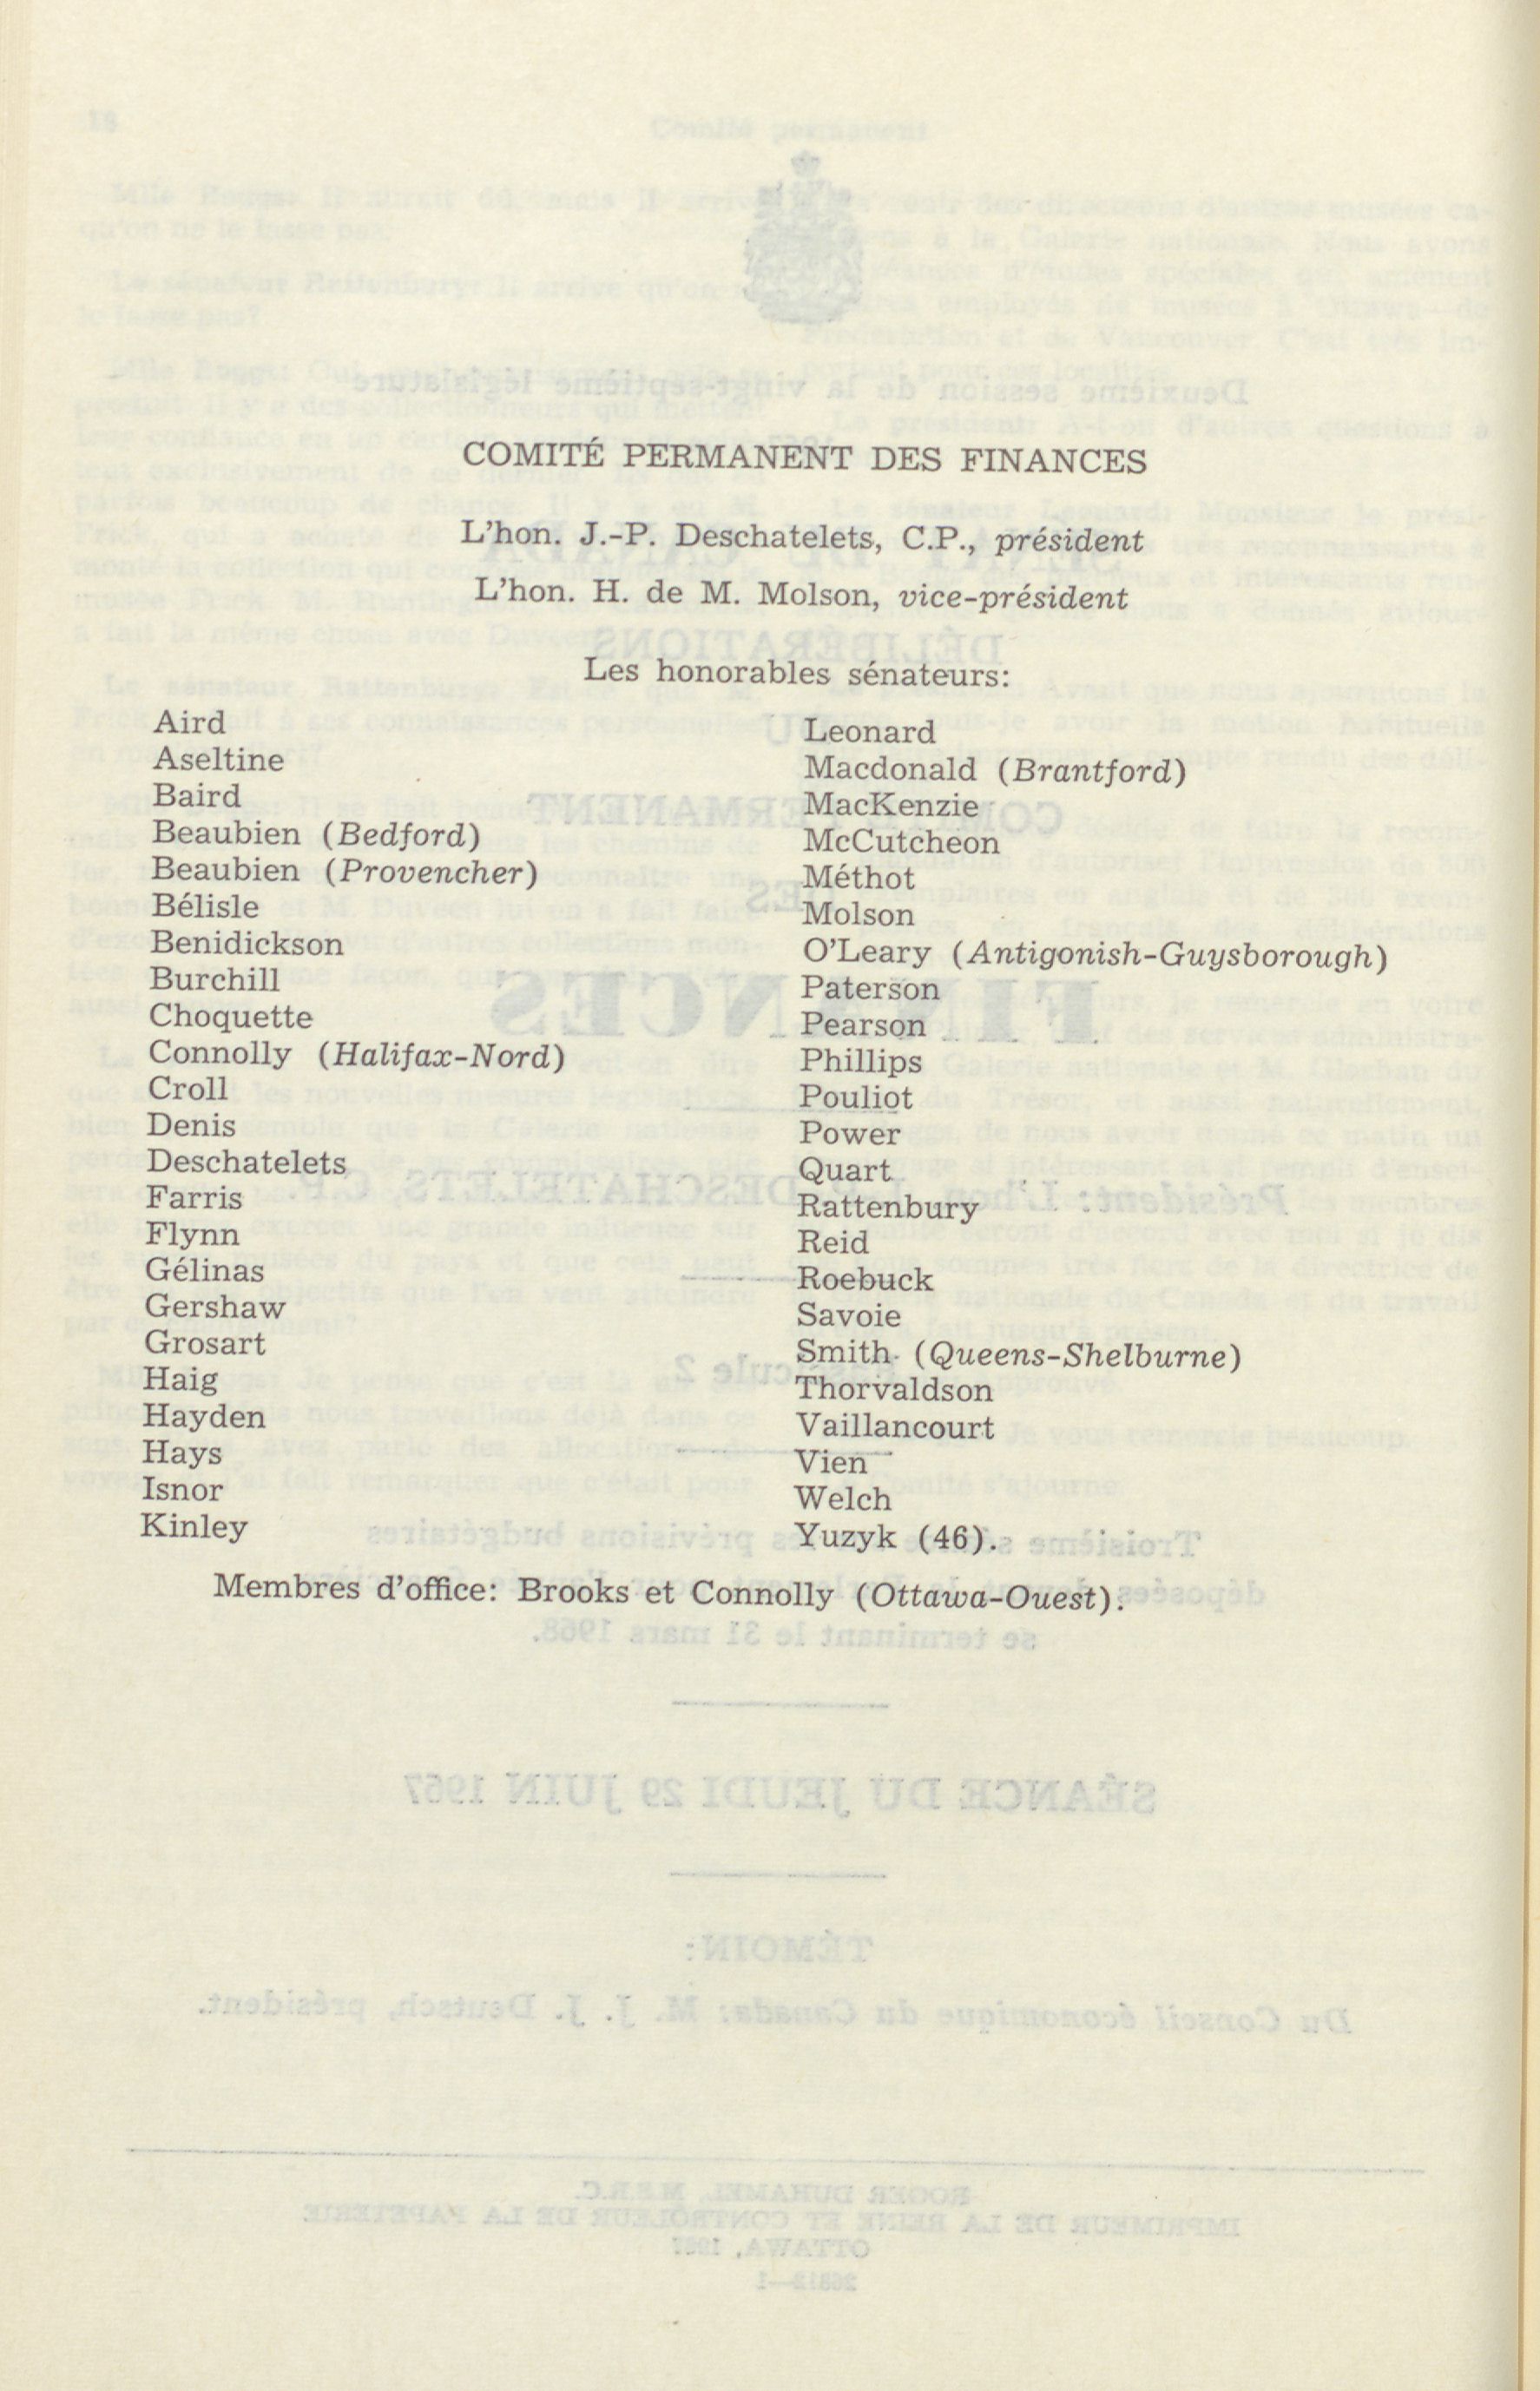 COMITÉ PERMANENT DES FINANCES
L'hon. J.-P. Deschatelets, C.P., président
L'hon. H. de M. Molson, vice-président
Les honorables sénateurs:
Aird
Aseltine
Baird
Beaubien (Bedford)
Beaubien (Provencher)
Bélisle
Benidickson
Burchill
Choquette
Connolly (Halifax-Nord)
Croll
Denis
Deschatelets
Farris
Flynn
Gélinas
Gershaw
Grosart
Haig
Hayden
Hays
Isnor
Kinley
Leonard
Macdonald (Brantford)
MacKenzie
McCutcheon
Méthot
Molson
O'Leary (Antigonish-Guysborough)
Paterson
Pearson
Phillips
Pouliot
Power
Quart
Rattenbury
Reid
Roebuck
Savoie
Smith (Queens-Shelburne)
Thorvaldson
Vaillancourt
Vien
Welch
Yuzyk (46).
Membres d'office: Brooks et Connolly (Ottawa-Ouest).